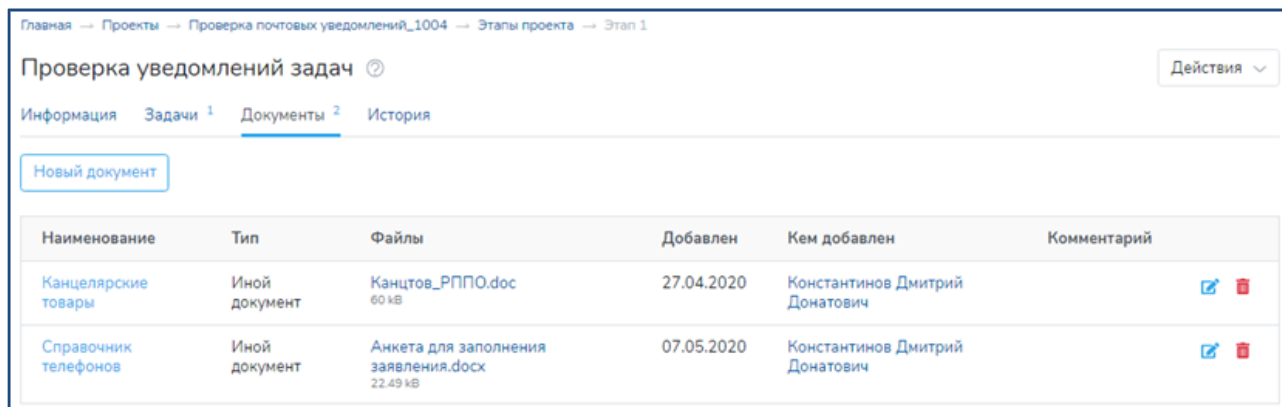 Главная → Проекты → Проверка почтовых уведомлений_1004 → Этапы проекта → Этап 1
Проверка уведомлений задач
Действия
Информация Задачи 1 Документы 2 История
Новый документ
Наименование Тип Файлы Добавлен Кем добавлен Комментарий
Канцелярские товары Иной документ Канцтов_РППО.doc 60 kB 27.04.2020 Константинов Дмитрий Донатович
Справочник телефонов Иной документ Анкета для заполнения заявления.docx 22.49 kB 07.05.2020 Константинов Дмитрий Донатович